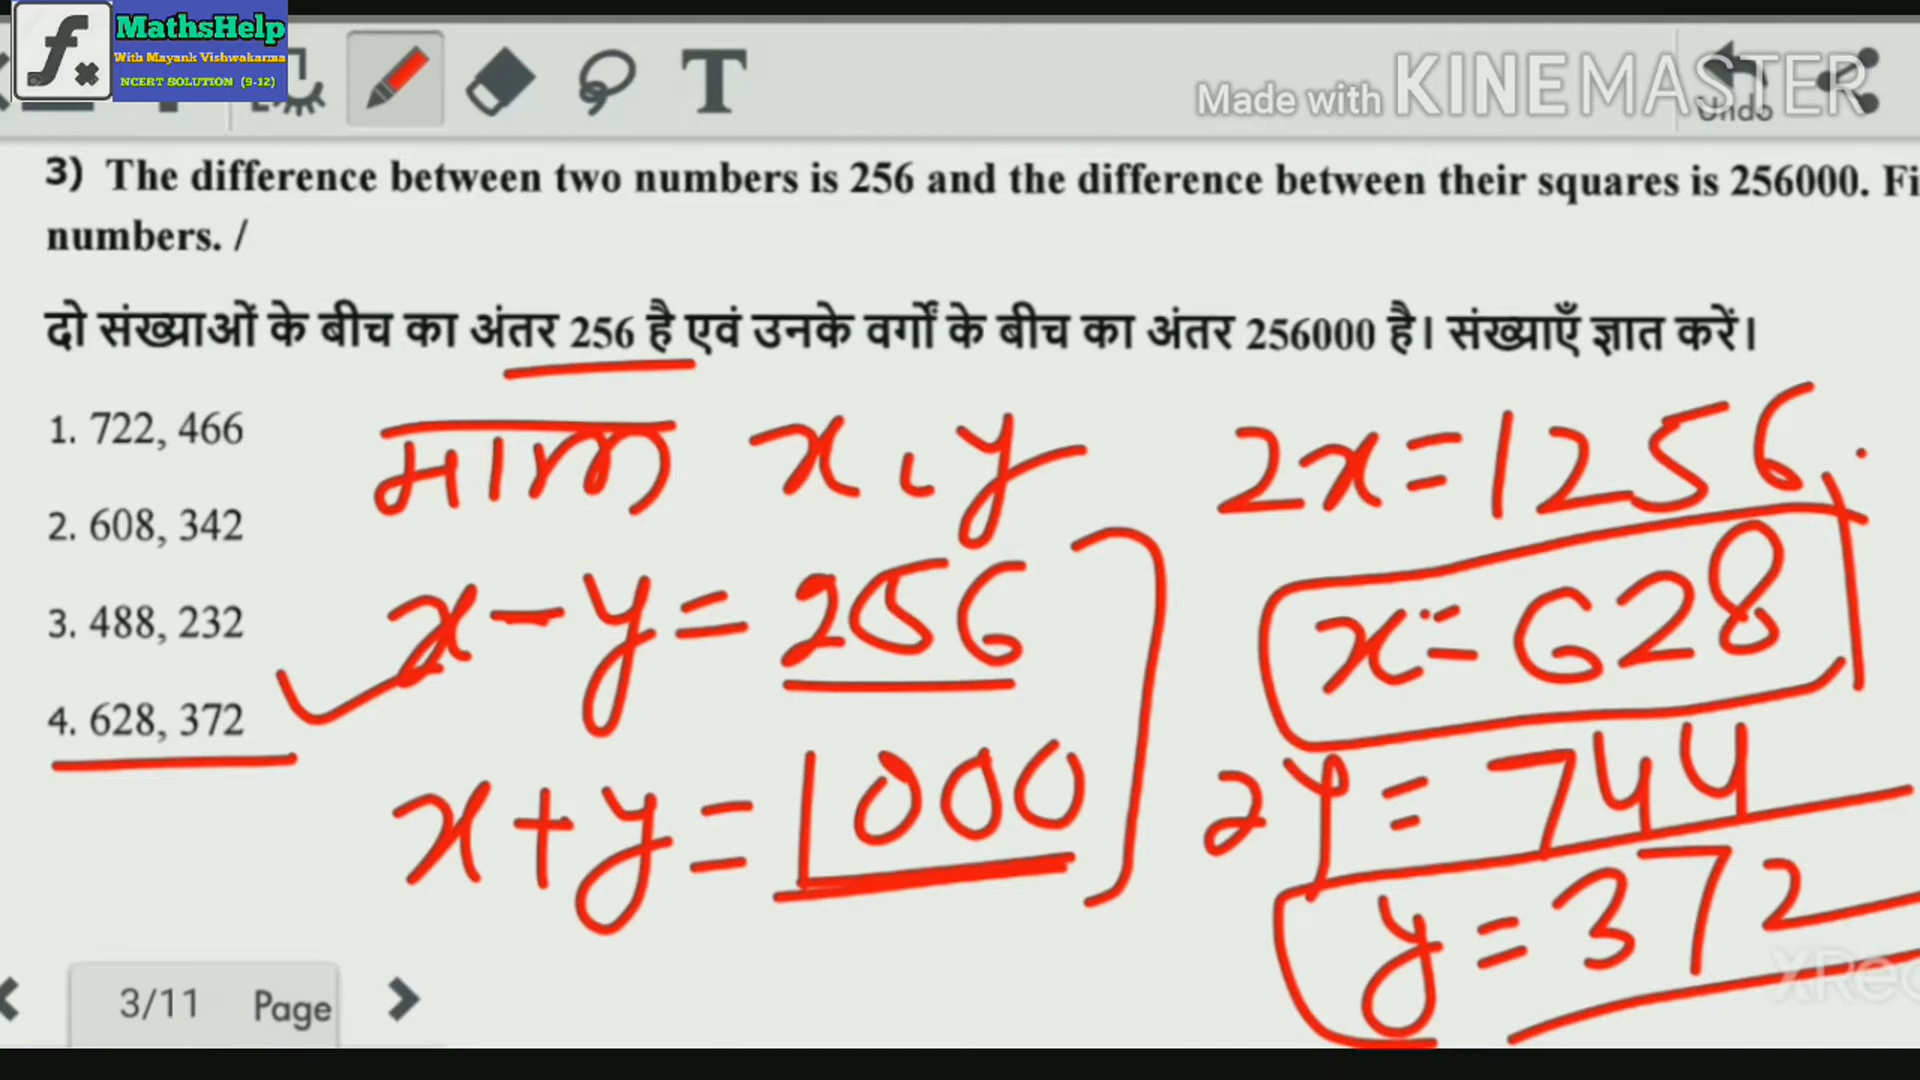 MathsHelp
With Mayank Vishwakarma
NCERT SOLUTION (9-12)
T
Made with KINEMASTER
Undo
3) The difference between two numbers is 256 and the difference between their squares is 256000. Fi
numbers. /
दो संख्याओं के बीच का अंतर 256 है एवं उनके वर्गों के बीच का अंतर 256000 है। संख्याएँ ज्ञात करें।
1. 722, 466
2. 608, 342
3. 488, 232
4. 628, 372
x, y
x - y = 256
x + y = 1000
2x = 1256
x = 628
2y = 744
y = 372
3/11 Page
XRec